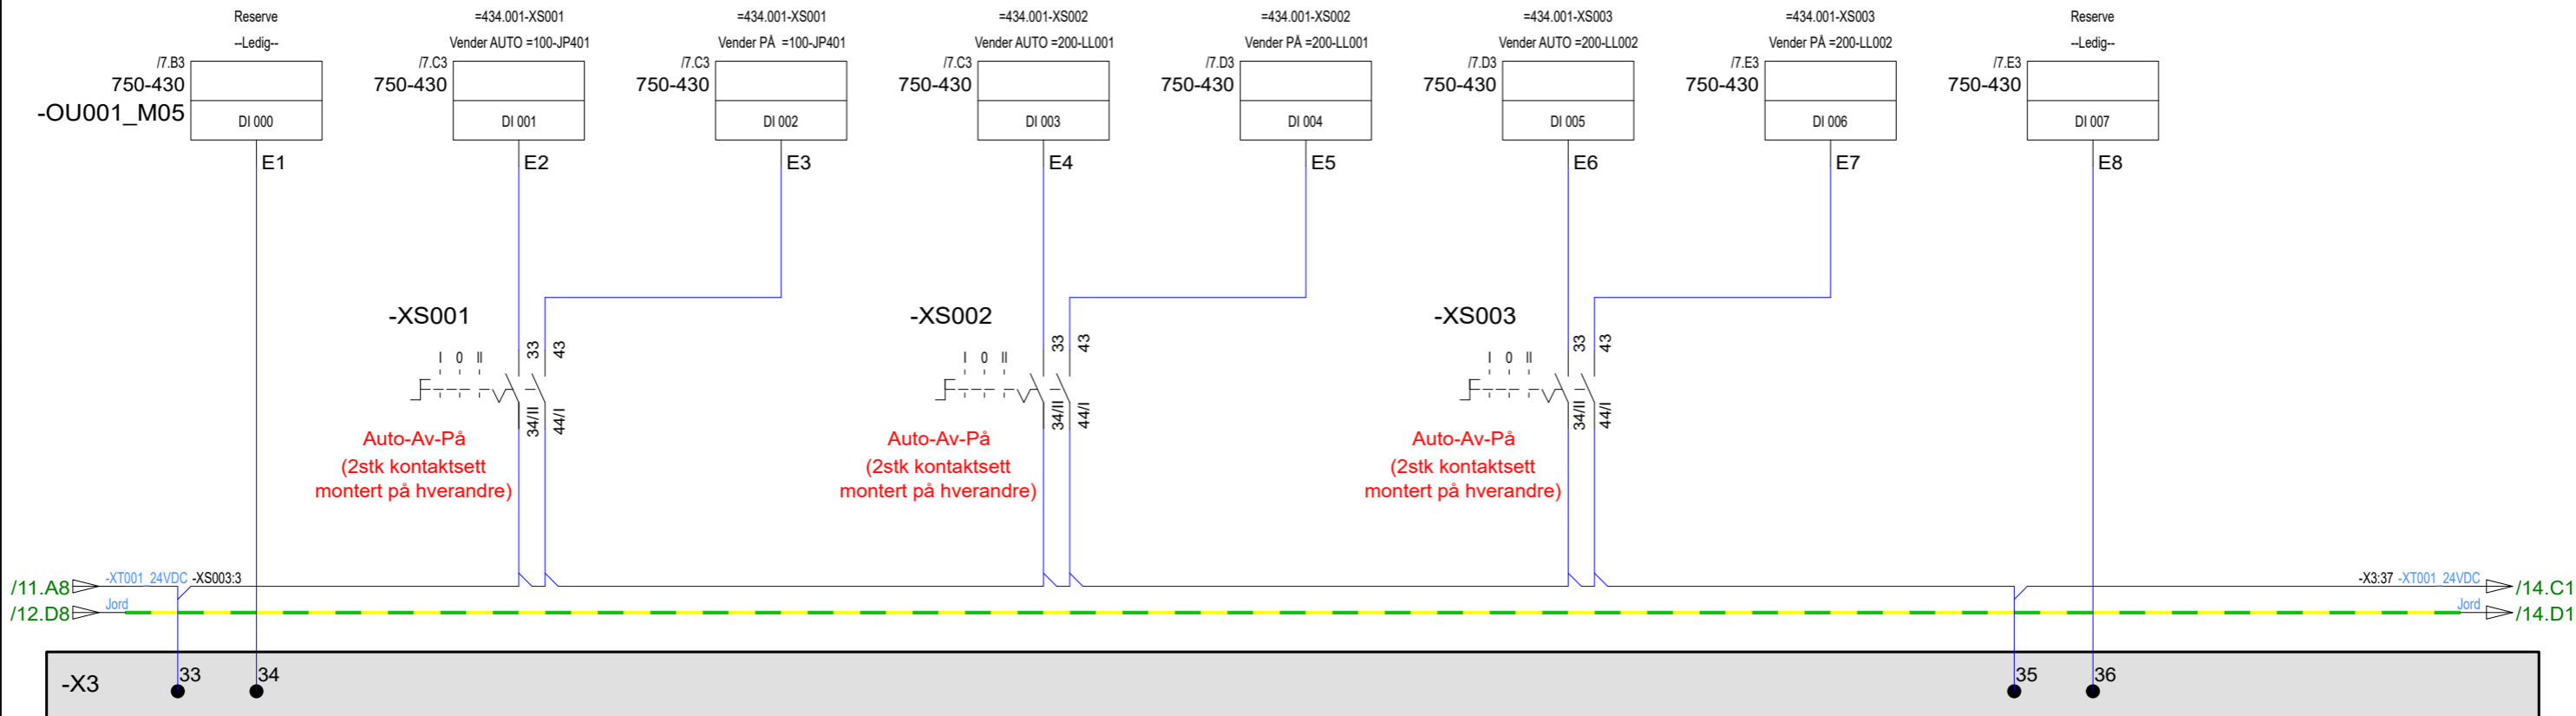 Reserve
--Ledig--
/7.B3
750-430
-OU001_M05
DI 000
E1
=434.001-XS001
Vender AUTO =100-JP401
/7.C3
750-430
DI 001
E2
=434.001-XS001
Vender PÅ =100-JP401
/7.C3
750-430
DI 002
E3
=434.001-XS002
Vender AUTO =200-LL001
/7.C3
750-430
DI 003
E4
=434.001-XS002
Vender PÅ =200-LL001
/7.D3
750-430
DI 004
E5
=434.001-XS003
Vender AUTO =200-LL002
/7.D3
750-430
DI 005
E6
=434.001-XS003
Vender PÅ =200-LL002
/7.E3
750-430
DI 006
E7
Reserve
--Ledig--
/7.E3
750-430
DI 007
E8
-XS001
I 0 II
33
43
34/II
44/I
Auto-Av-På
(2stk kontaktsett
montert på hverandre)
-XS002
I 0 II
33
43
34/II
44/I
Auto-Av-På
(2stk kontaktsett
montert på hverandre)
-XS003
I 0 II
33
43
34/II
44/I
Auto-Av-På
(2stk kontaktsett
montert på hverandre)
/11.A8
-XT001_24VDC -XS003:3
-X3:37 -XT001_24VDC
/14.C1
/12.D8
Jord
Jord
/14.D1
-X3
33
34
35
36